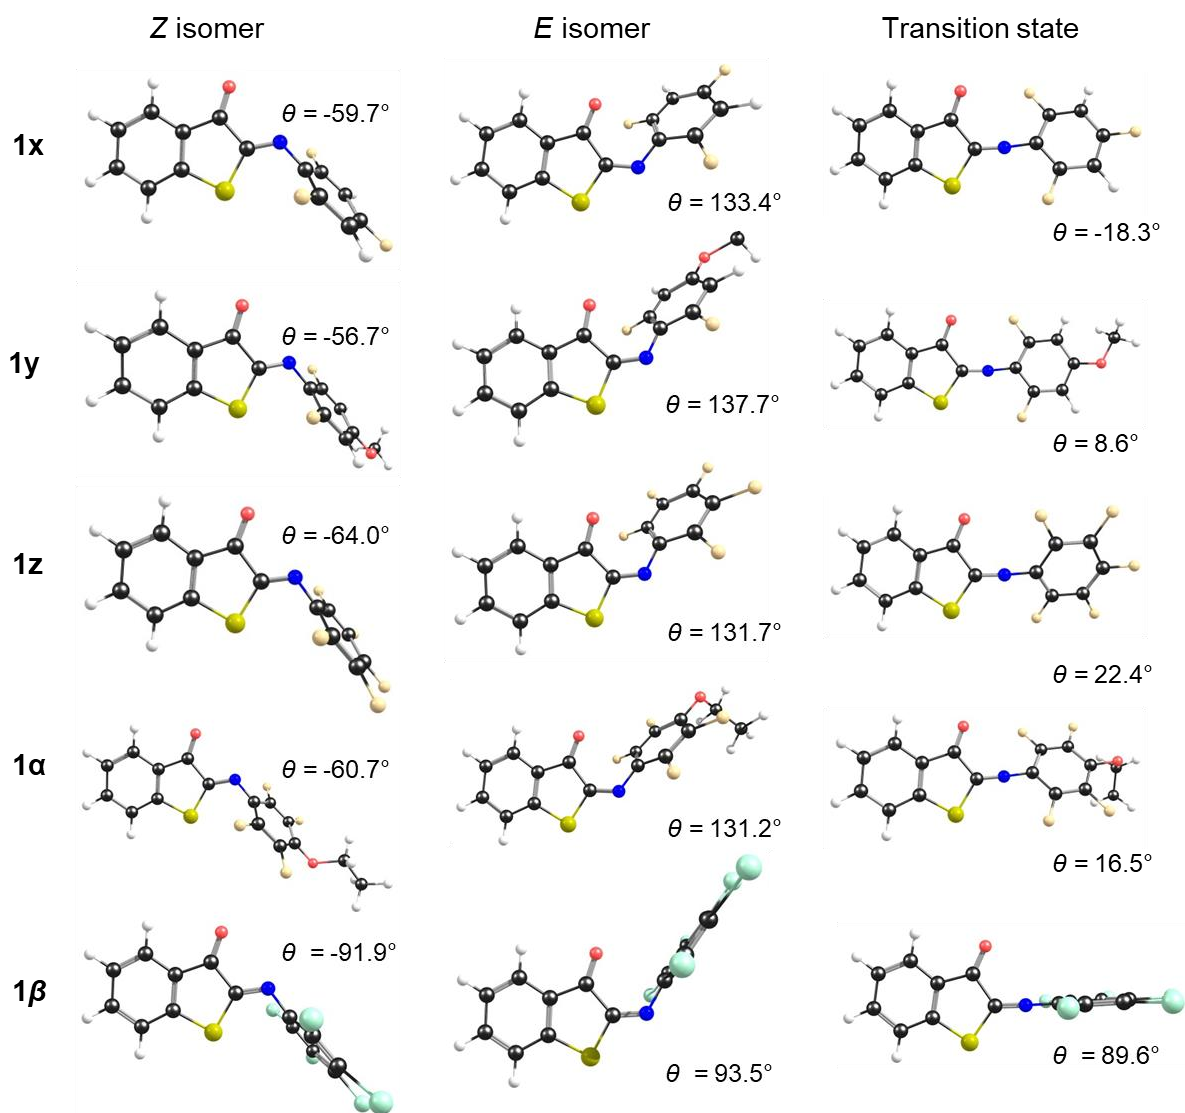 Z isomer E isomer Transition state
1x θ = -59.7° θ = 133.4° θ = -18.3°
1y θ = -56.7° θ = 137.7° θ = 8.6°
1z θ = -64.0° θ = 131.7° θ = 22.4°
1α θ = -60.7° θ = 131.2° θ = 16.5°
1β θ = -91.9° θ = 93.5° θ = 89.6°